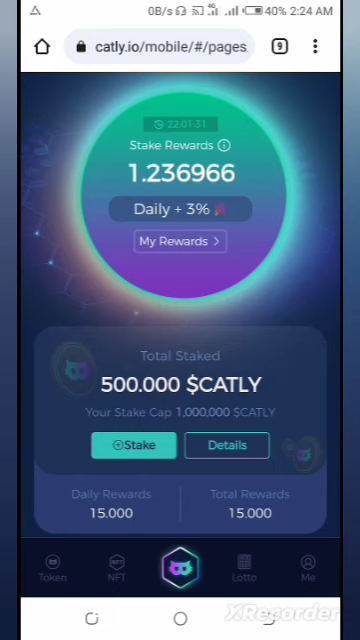 0B/s 4G 40% 2:24 AM
catly.io/mobile/#/pages, 9
22:01:31
Stake Rewards
1.236966
Daily + 3%
My Rewards >
Total Staked
500.000 $CATLY
Your Stake Cap 1,000,000 $CATLY
Stake Details
Daily Rewards Total Rewards
15.000 15.000
NFT
Token NFT Lotto Me
XRecorder